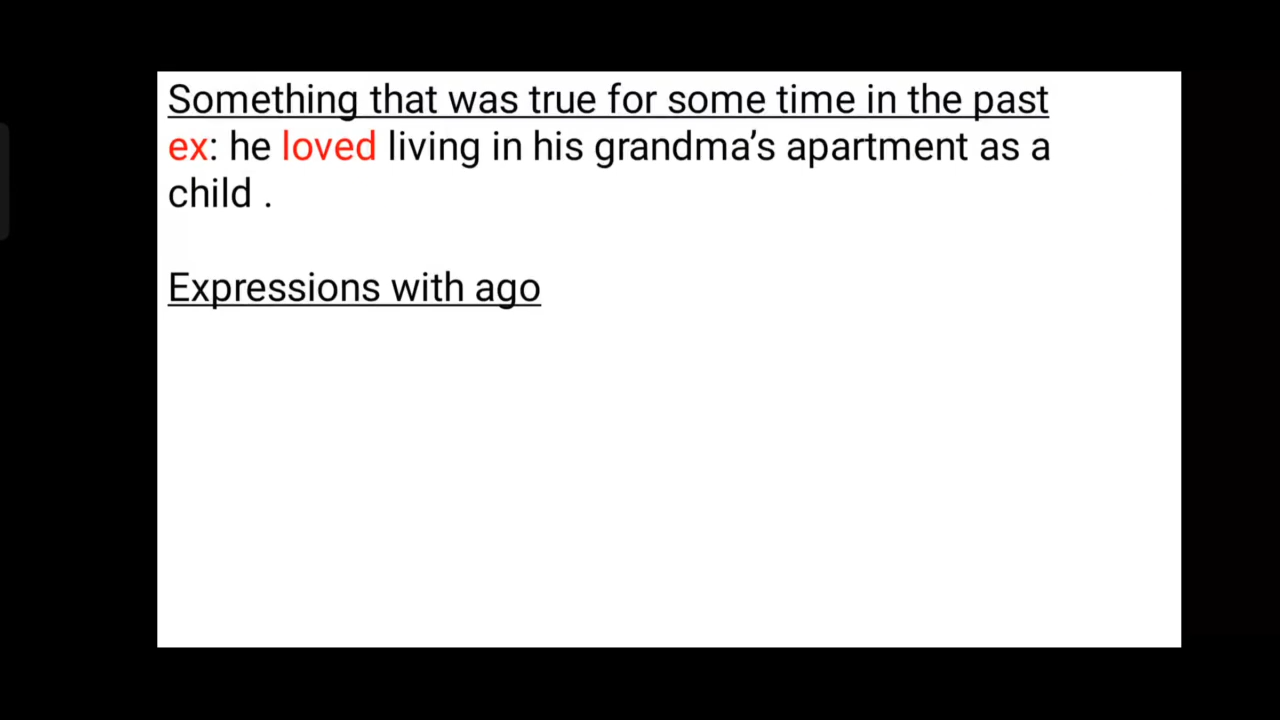 Something that was true for some time in the past
ex: he loved living in his grandma’s apartment as a
child .
Expressions with ago